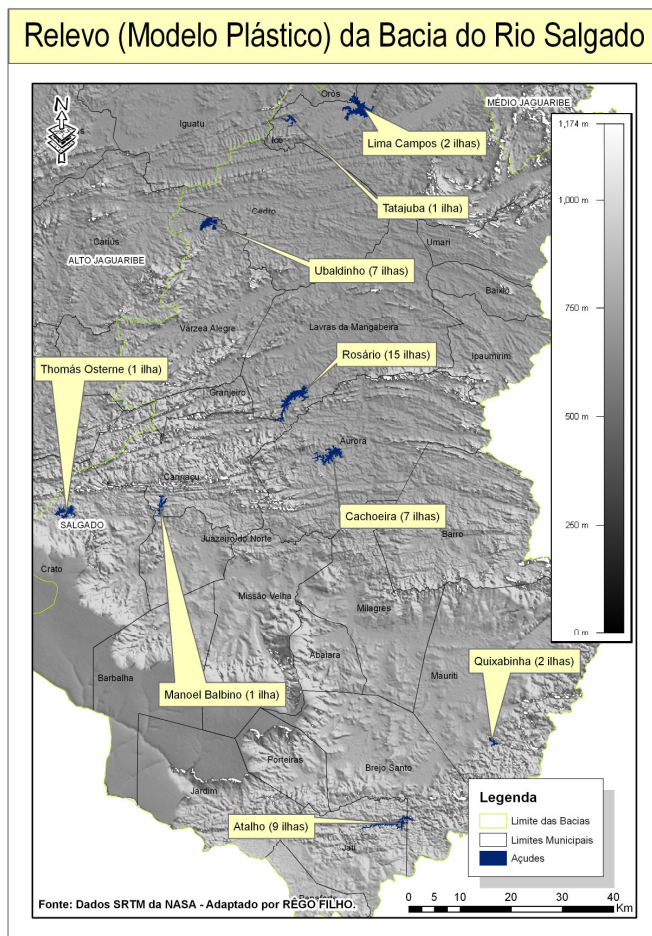 Relevo (Modelo Plástico) da Bacia do Rio Salgado
N
Orós
MÉDIO JAGUARIBE
Iguatu
Icó
Lima Campos (2 ilhas)
1,174 m
1,000 m
750 m
500 m
250 m
0 m
Tatajuba (1 ilha)
Cedro
Umari
Cariús
ALTO JAGUARIBE
Ubaldinho (7 ilhas)
Baixio
Várzea Alegre
Lavras da Mangabeira
Ipaumirim
Rosário (15 ilhas)
Thomás Osterne (1 ilha)
Granjeiro
Aurora
Caririaçu
Cachoeira (7 ilhas)
SALGADO
Juazeiro do Norte
Barro
Crato
Missão Velha
Milagres
Abaiara
Quixabinha (2 ilhas)
Barbalha
Mauriti
Manoel Balbino (1 ilha)
Porteiras
Brejo Santo
Jardim
Atalho (9 ilhas)
Jati
Legenda
Limite das Bacias
Limites Municipais
Açudes
Penaforte
Fonte: Dados SRTM da NASA - Adaptado por RÊGO FILHO.
0 5 10 20 30 40
Km